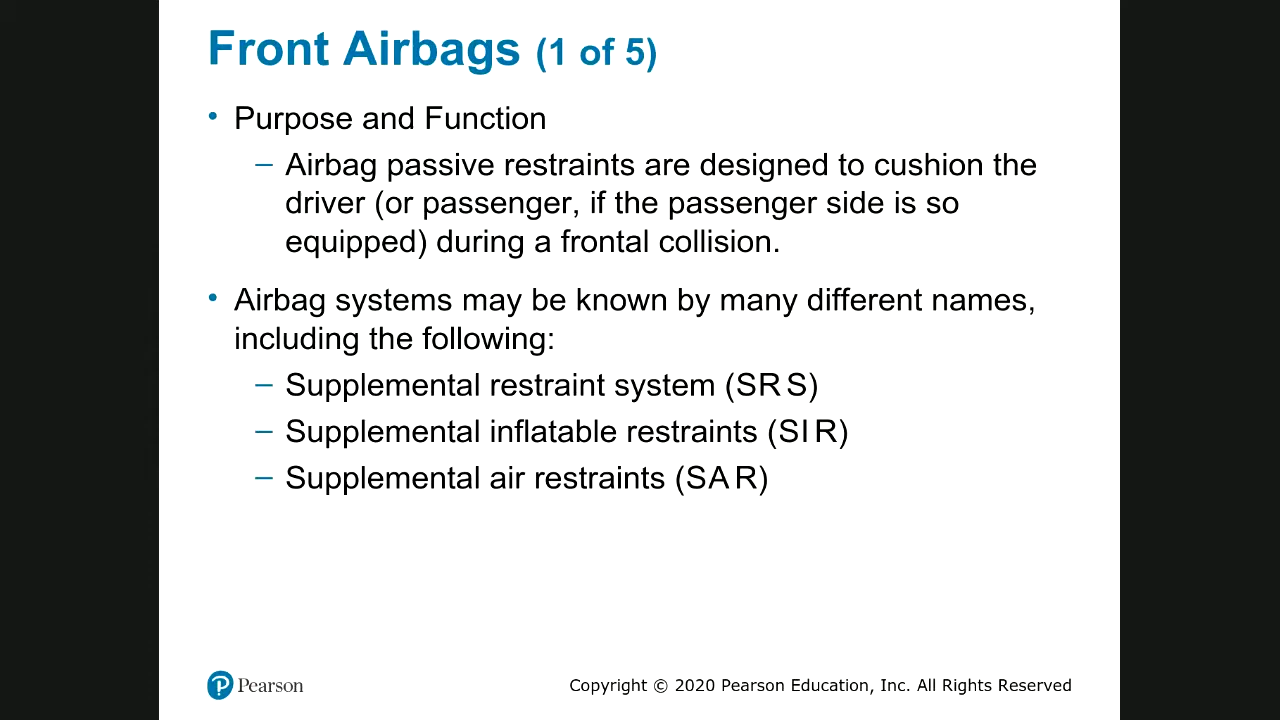 Front Airbags (1 of 5)
• Purpose and Function
– Airbag passive restraints are designed to cushion the
driver (or passenger, if the passenger side is so
equipped) during a frontal collision.
• Airbag systems may be known by many different names,
including the following:
– Supplemental restraint system (SRS)
– Supplemental inflatable restraints (SIR)
– Supplemental air restraints (SAR)
Pearson
Copyright © 2020 Pearson Education, Inc. All Rights Reserved